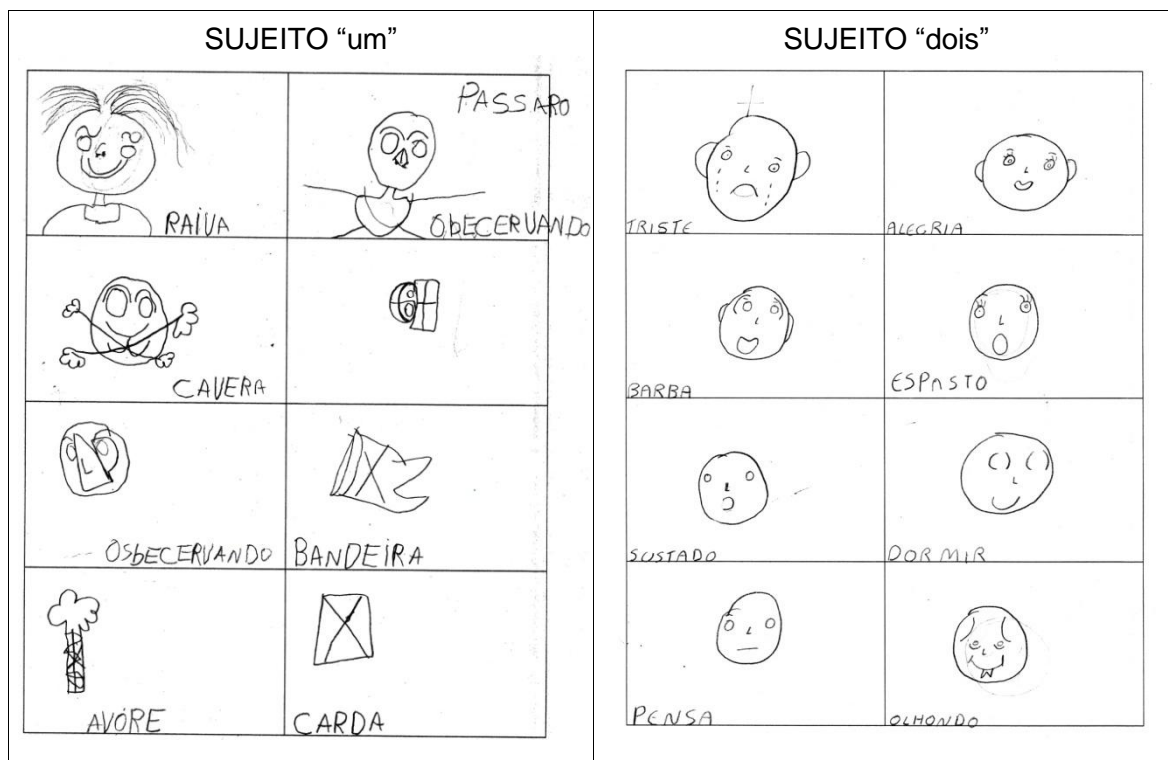 SUJEITO “um”
PASSARO
RAIVA
ObECERVANDO
CAVERA
OSbECERVANDO
BANDEIRA
AVÓRE
CARDA
SUJEITO “dois”
TRISTE
ALEGRIA
BARBA
ESPASTO
SUSTADO
DORMIR
PENSA
OLHONDO